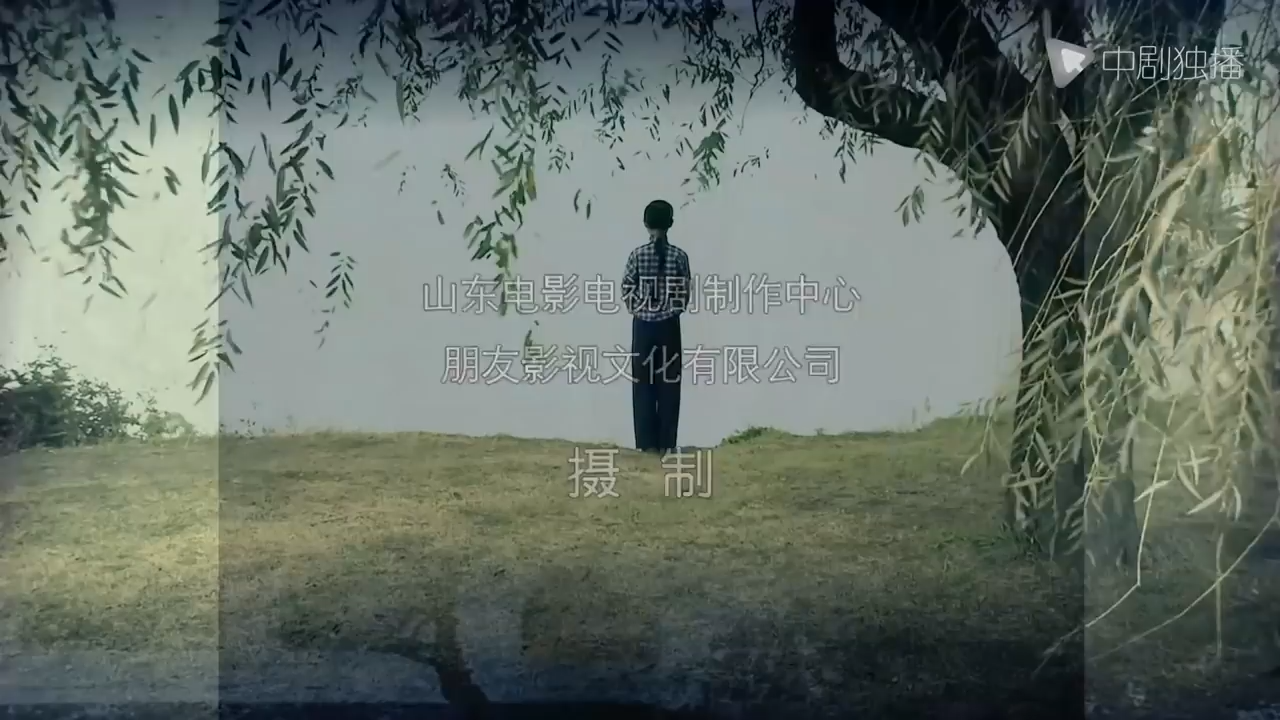 中剧独播
山东电影电视剧制作中心
朋友影视文化有限公司
摄 制